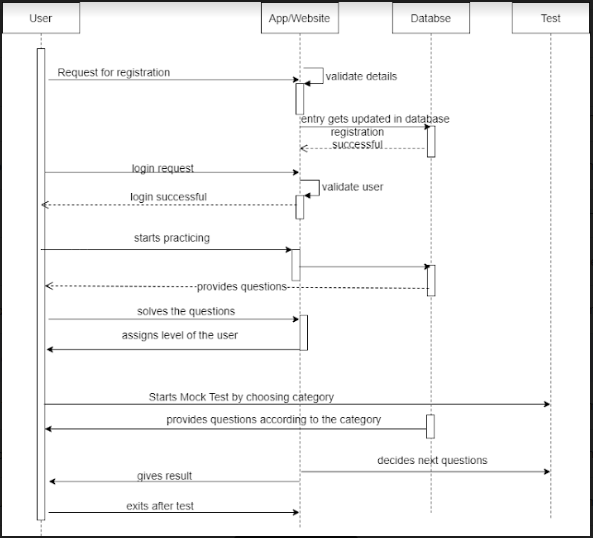 User
App/Website
Databse
Test
Request for registration
validate details
entry gets updated in database
registration
successful
login request
validate user
login successful
starts practicing
provides questions
solves the questions
assigns level of the user
Starts Mock Test by choosing category
provides questions according to the category
decides next questions
gives result
exits after test